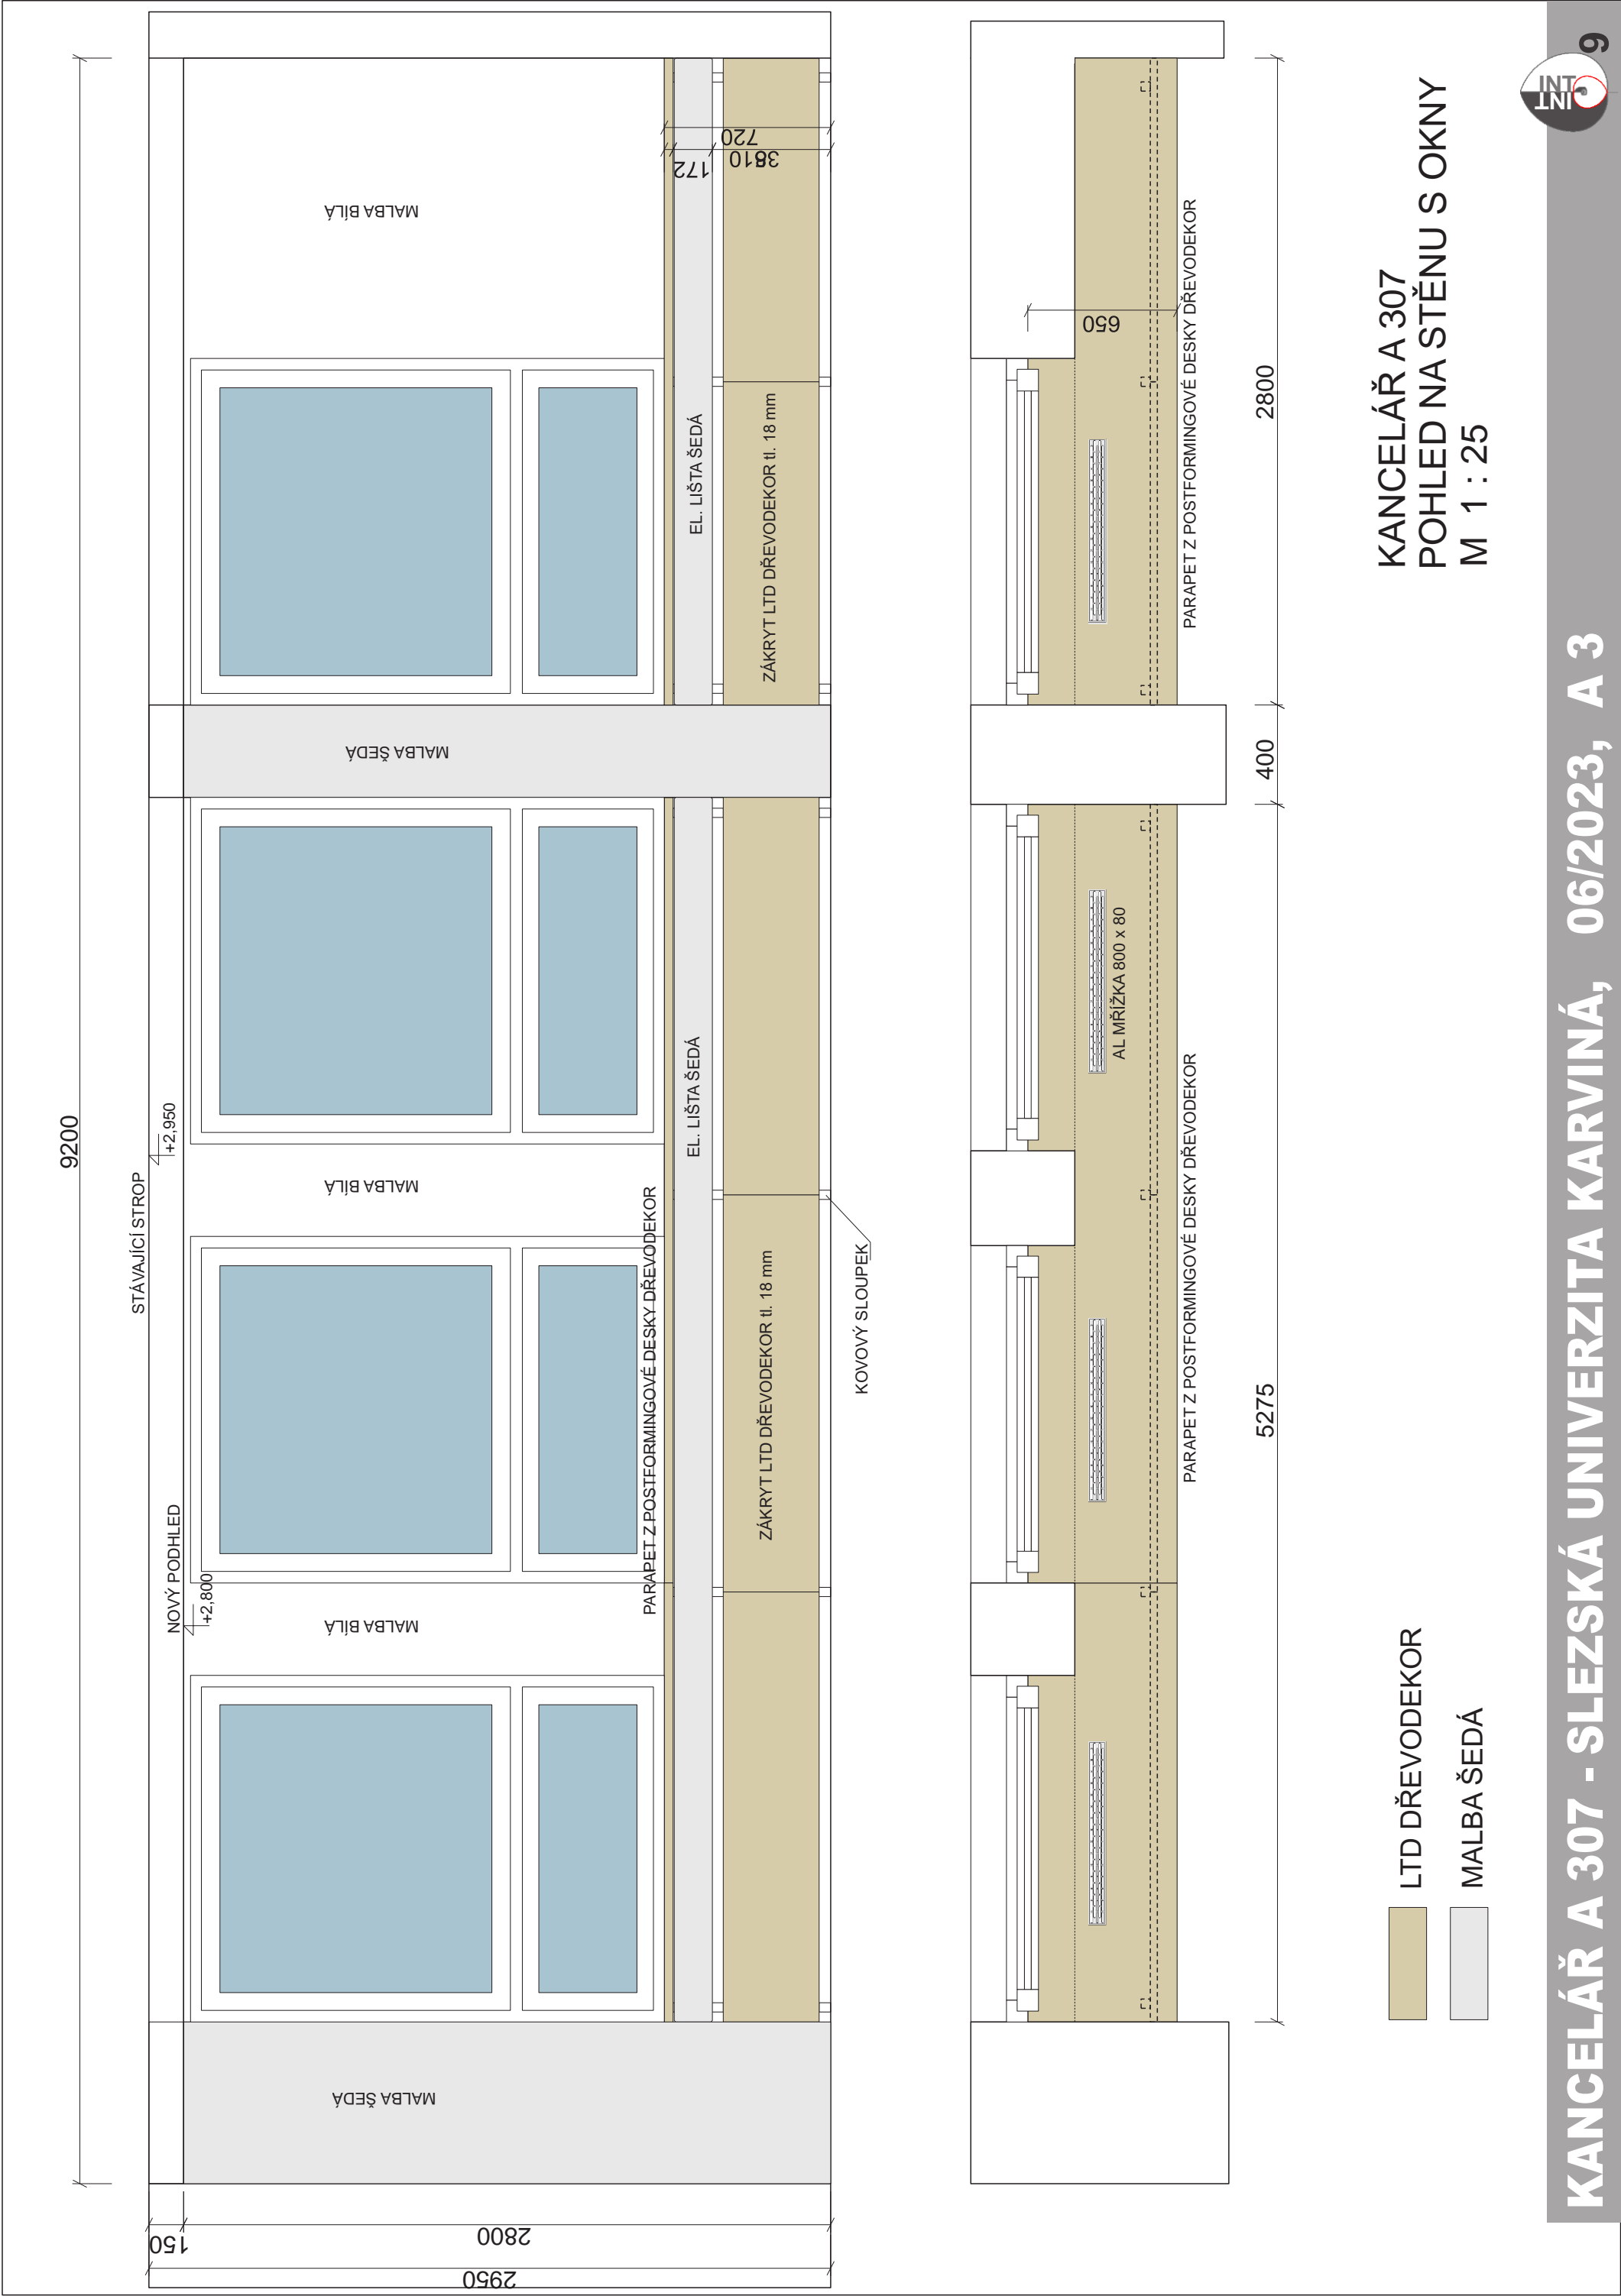 9200
STÁVAJÍCÍ STROP
+2,950
NOVÝ PODHLED
+2,800
150
2800
2950
MALBA ŠEDÁ
MALBA BÍLÁ
MALBA BÍLÁ
MALBA ŠEDÁ
MALBA BÍLÁ
PARAPET Z POSTFORMINGOVÉ DESKY DŘEVODEKOR
EL. LIŠTA ŠEDÁ
EL. LIŠTA ŠEDÁ
ZÁKRYT LTD DŘEVODEKOR tl. 18 mm
ZÁKRYT LTD DŘEVODEKOR tl. 18 mm
172
720
KOVOVÝ SLOUPEK
AL MŘÍŽKA 800 x 80
650
PARAPET Z POSTFORMINGOVÉ DESKY DŘEVODEKOR
PARAPET Z POSTFORMINGOVÉ DESKY DŘEVODEKOR
5275
400
2800
LTD DŘEVODEKOR
MALBA ŠEDÁ
KANCELÁŘ A 307
POHLED NA STĚNU S OKNY
M 1 : 25
KANCELÁŘ A 307 - SLEZSKÁ UNIVERZITA KARVINÁ, 06/2023, A 3
INT
INT
9